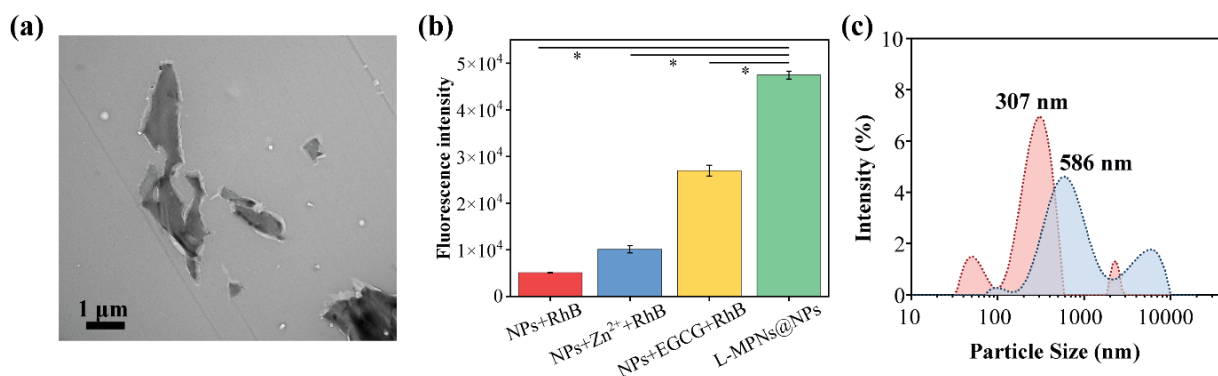 (a)
1 μm
(b)
Fluorescence intensity
5×10⁴
4×10⁴
3×10⁴
2×10⁴
1×10⁴
0
* * *
NPs+RhB
NPs+Zn²⁺+RhB
NPs+EGCG+RhB
L-MPNs@NPs
(c)
Intensity (%)
10
8
6
4
2
0
307 nm
586 nm
10 100 1000 10000
Particle Size (nm)